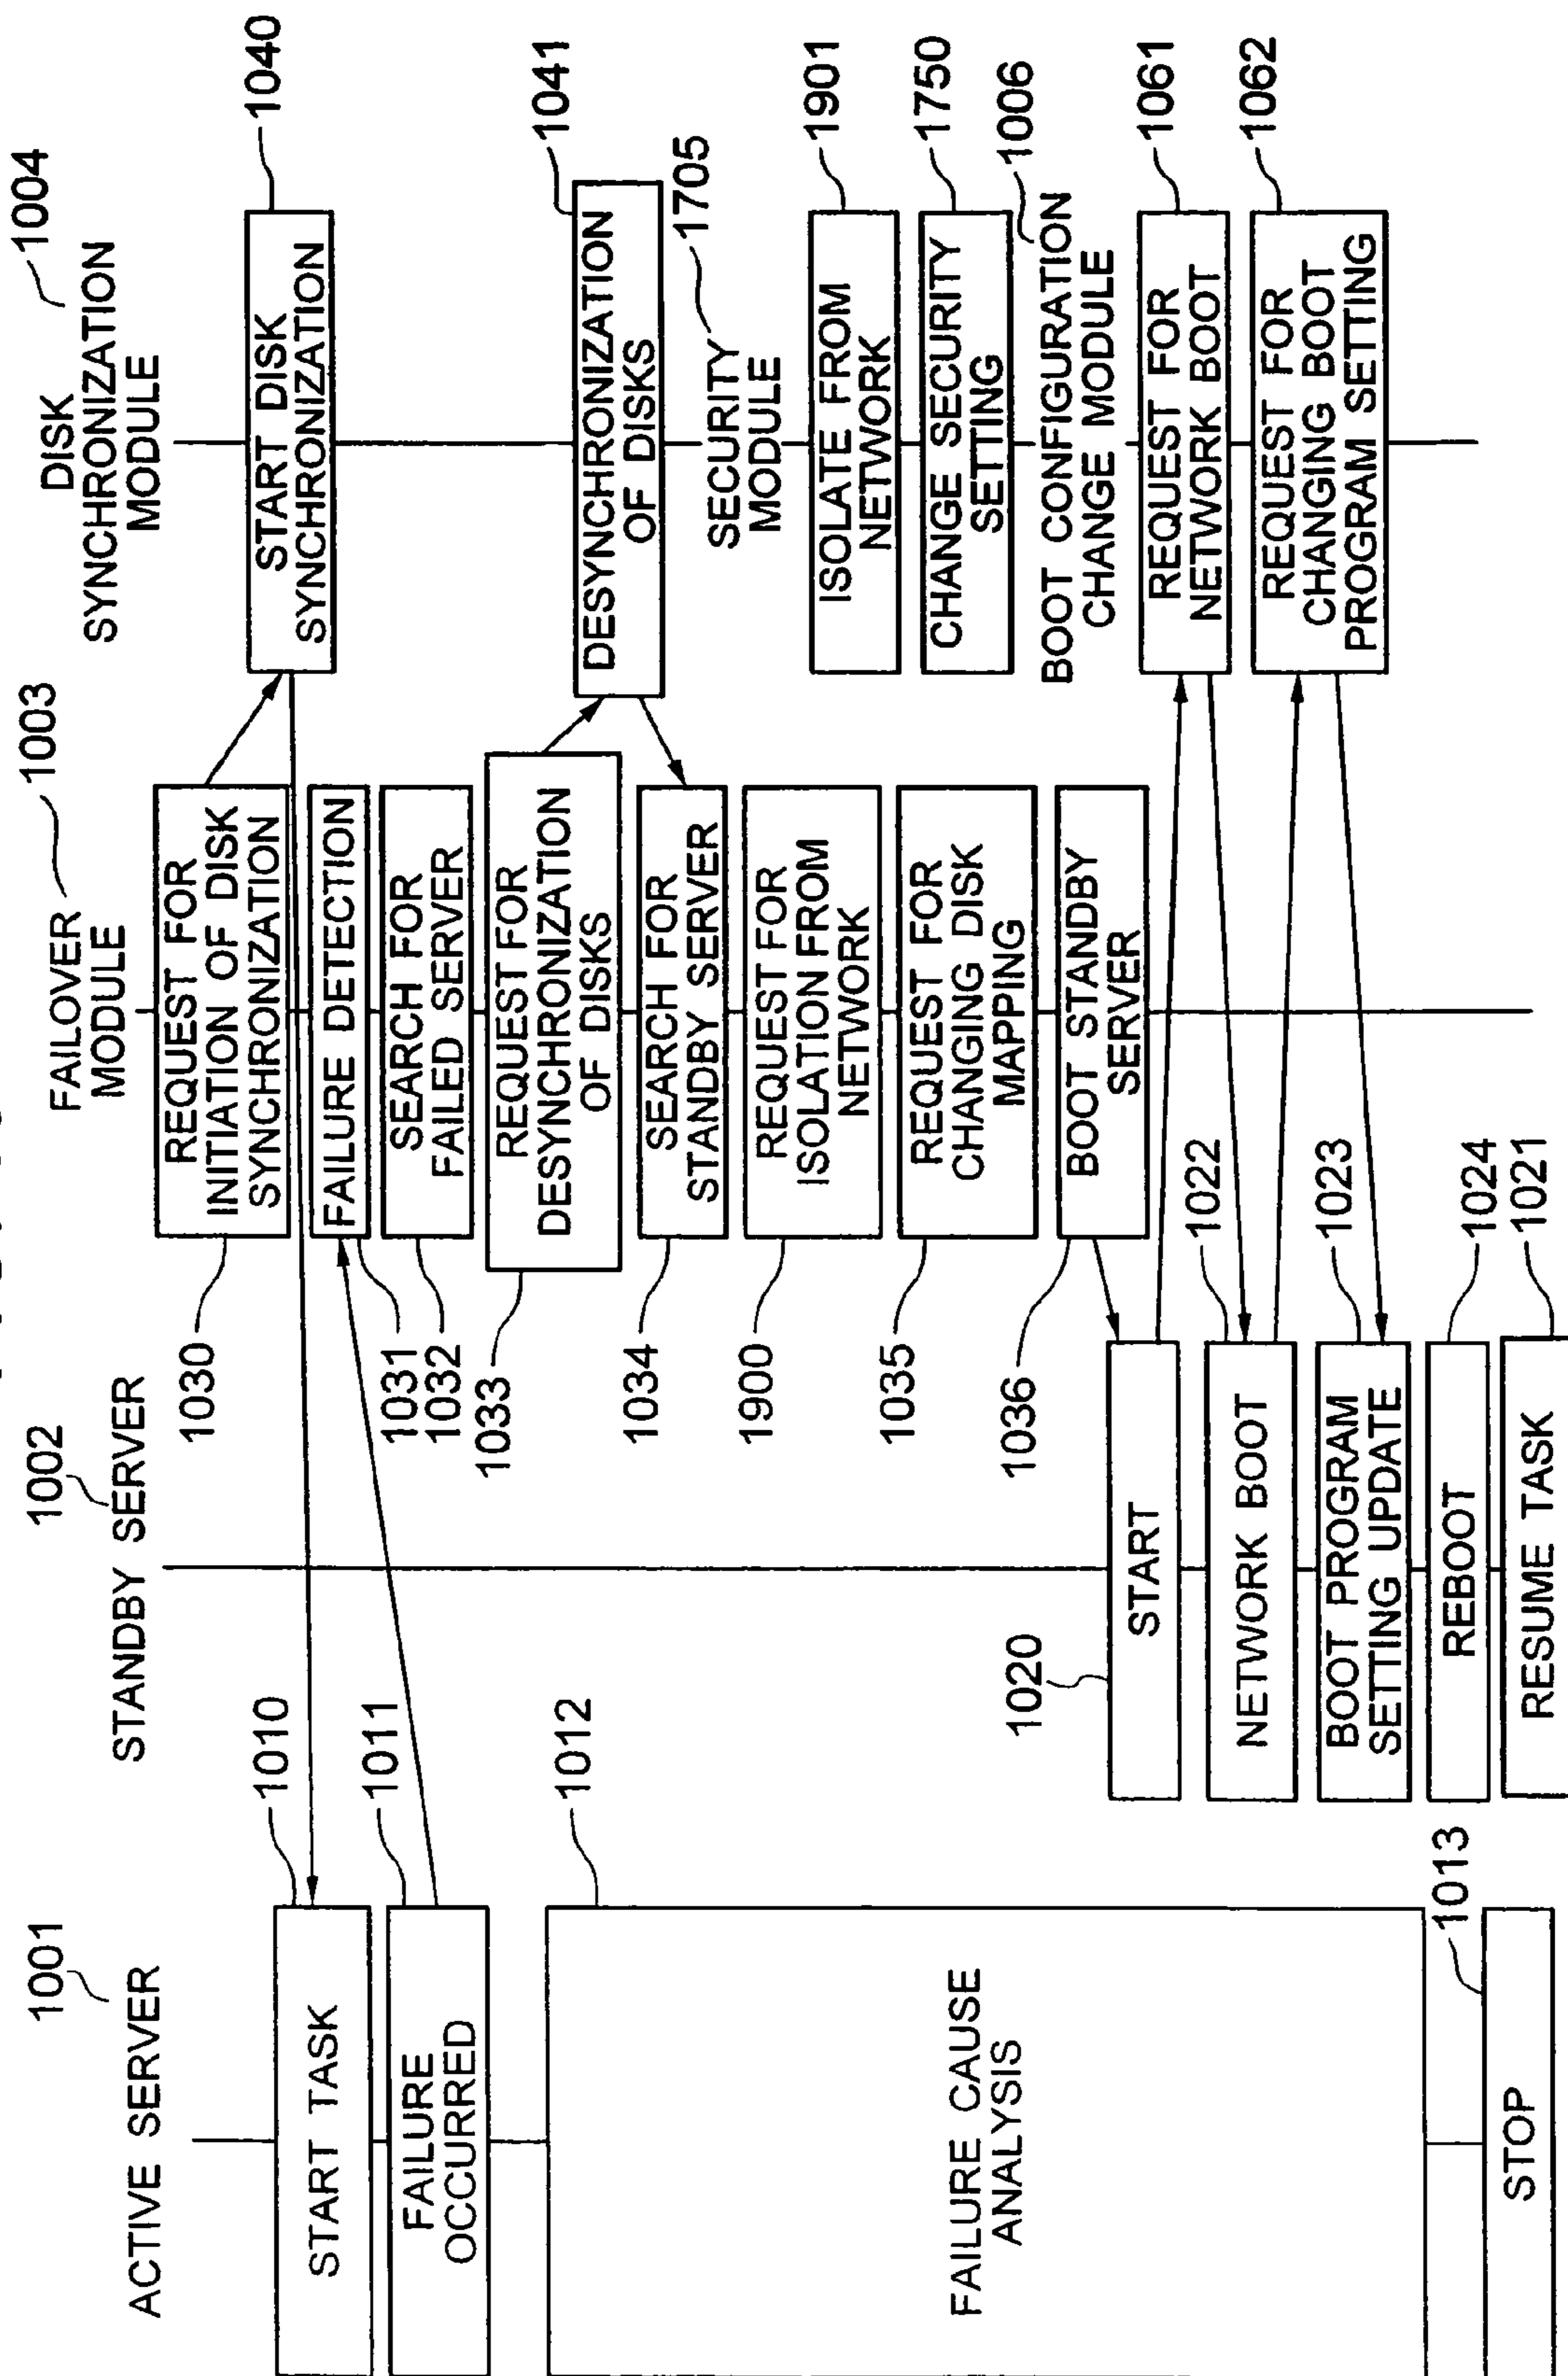 1001
ACTIVE SERVER
START TASK
1010
FAILURE
OCCURRED
1011
FAILURE CAUSE
ANALYSIS
1012
STOP
1013
1002
STANDBY SERVER
START
1020
NETWORK BOOT
1022
BOOT PROGRAM
SETTING UPDATE
1023
REBOOT
1024
RESUME TASK
1021
FAILOVER
MODULE
1003
REQUEST FOR
INITIATION OF DISK
SYNCHRONIZATION
1030
FAILURE DETECTION
1031
SEARCH FOR
FAILED SERVER
1032
REQUEST FOR
DESYNCHRONIZATION
OF DISKS
1033
SEARCH FOR
STANDBY SERVER
1034
REQUEST FOR
ISOLATION FROM
NETWORK
1900
REQUEST FOR
CHANGING DISK
MAPPING
1035
BOOT STANDBY
SERVER
1036
DISK
SYNCHRONIZATION
MODULE
1004
START DISK
SYNCHRONIZATION
1040
DESYNCHRONIZATION
OF DISKS
1041
SECURITY
MODULE
1705
ISOLATE FROM
NETWORK
1901
CHANGE SECURITY
SETTING
1750
BOOT CONFIGURATION
CHANGE MODULE
1006
REQUEST FOR
NETWORK BOOT
1061
REQUEST FOR
CHANGING BOOT
PROGRAM SETTING
1062